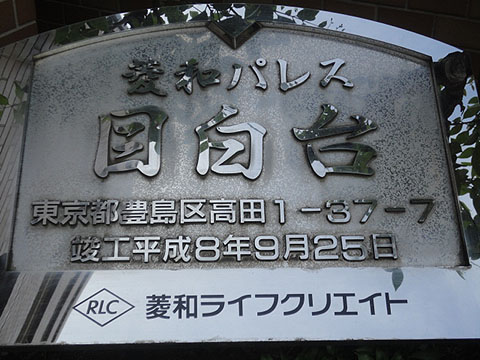 菱和パレス
目白台
東京都豊島区高田1-37-7
竣工平成8年9月25日
RLC 菱和ライフクリエイト